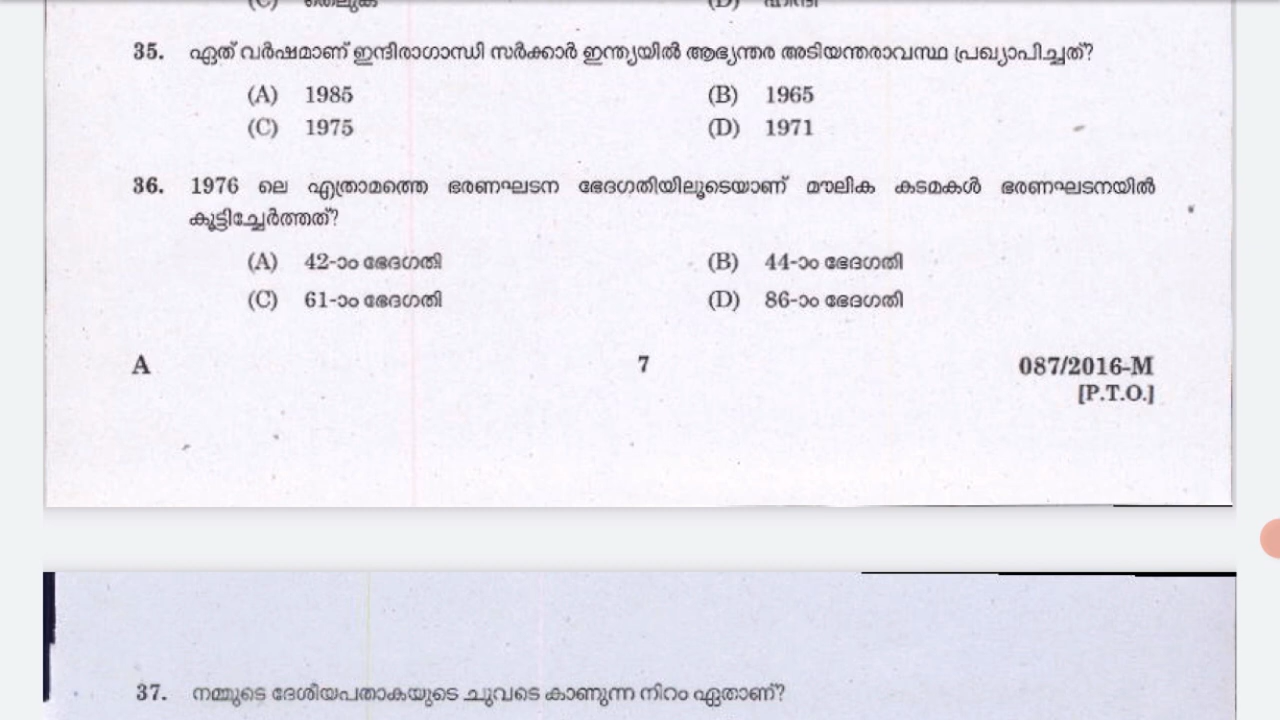 35. ഏത് വർഷമാണ് ഇന്ദിരാഗാന്ധി സർക്കാർ ഇന്ത്യയിൽ ആഭ്യന്തര അടിയന്തരാവസ്ഥ പ്രഖ്യാപിച്ചത്?
(A) 1985 (B) 1965
(C) 1975 (D) 1971
36. 1976 ലെ എത്രാമത്തെ ഭരണഘടന ഭേദഗതിയിലൂടെയാണ് മൗലിക കടമകൾ ഭരണഘടനയിൽ
കൂട്ടിച്ചേർത്തത്?
(A) 42-ാം ഭേദഗതി (B) 44-ാം ഭേദഗതി
(C) 61-ാം ഭേദഗതി (D) 86-ാം ഭേദഗതി
A 7 087/2016-M
[P.T.O.]
37. നമ്മുടെ ദേശീയപതാകയുടെ ചുവടെ കാണുന്ന നിറം ഏതാണ്?